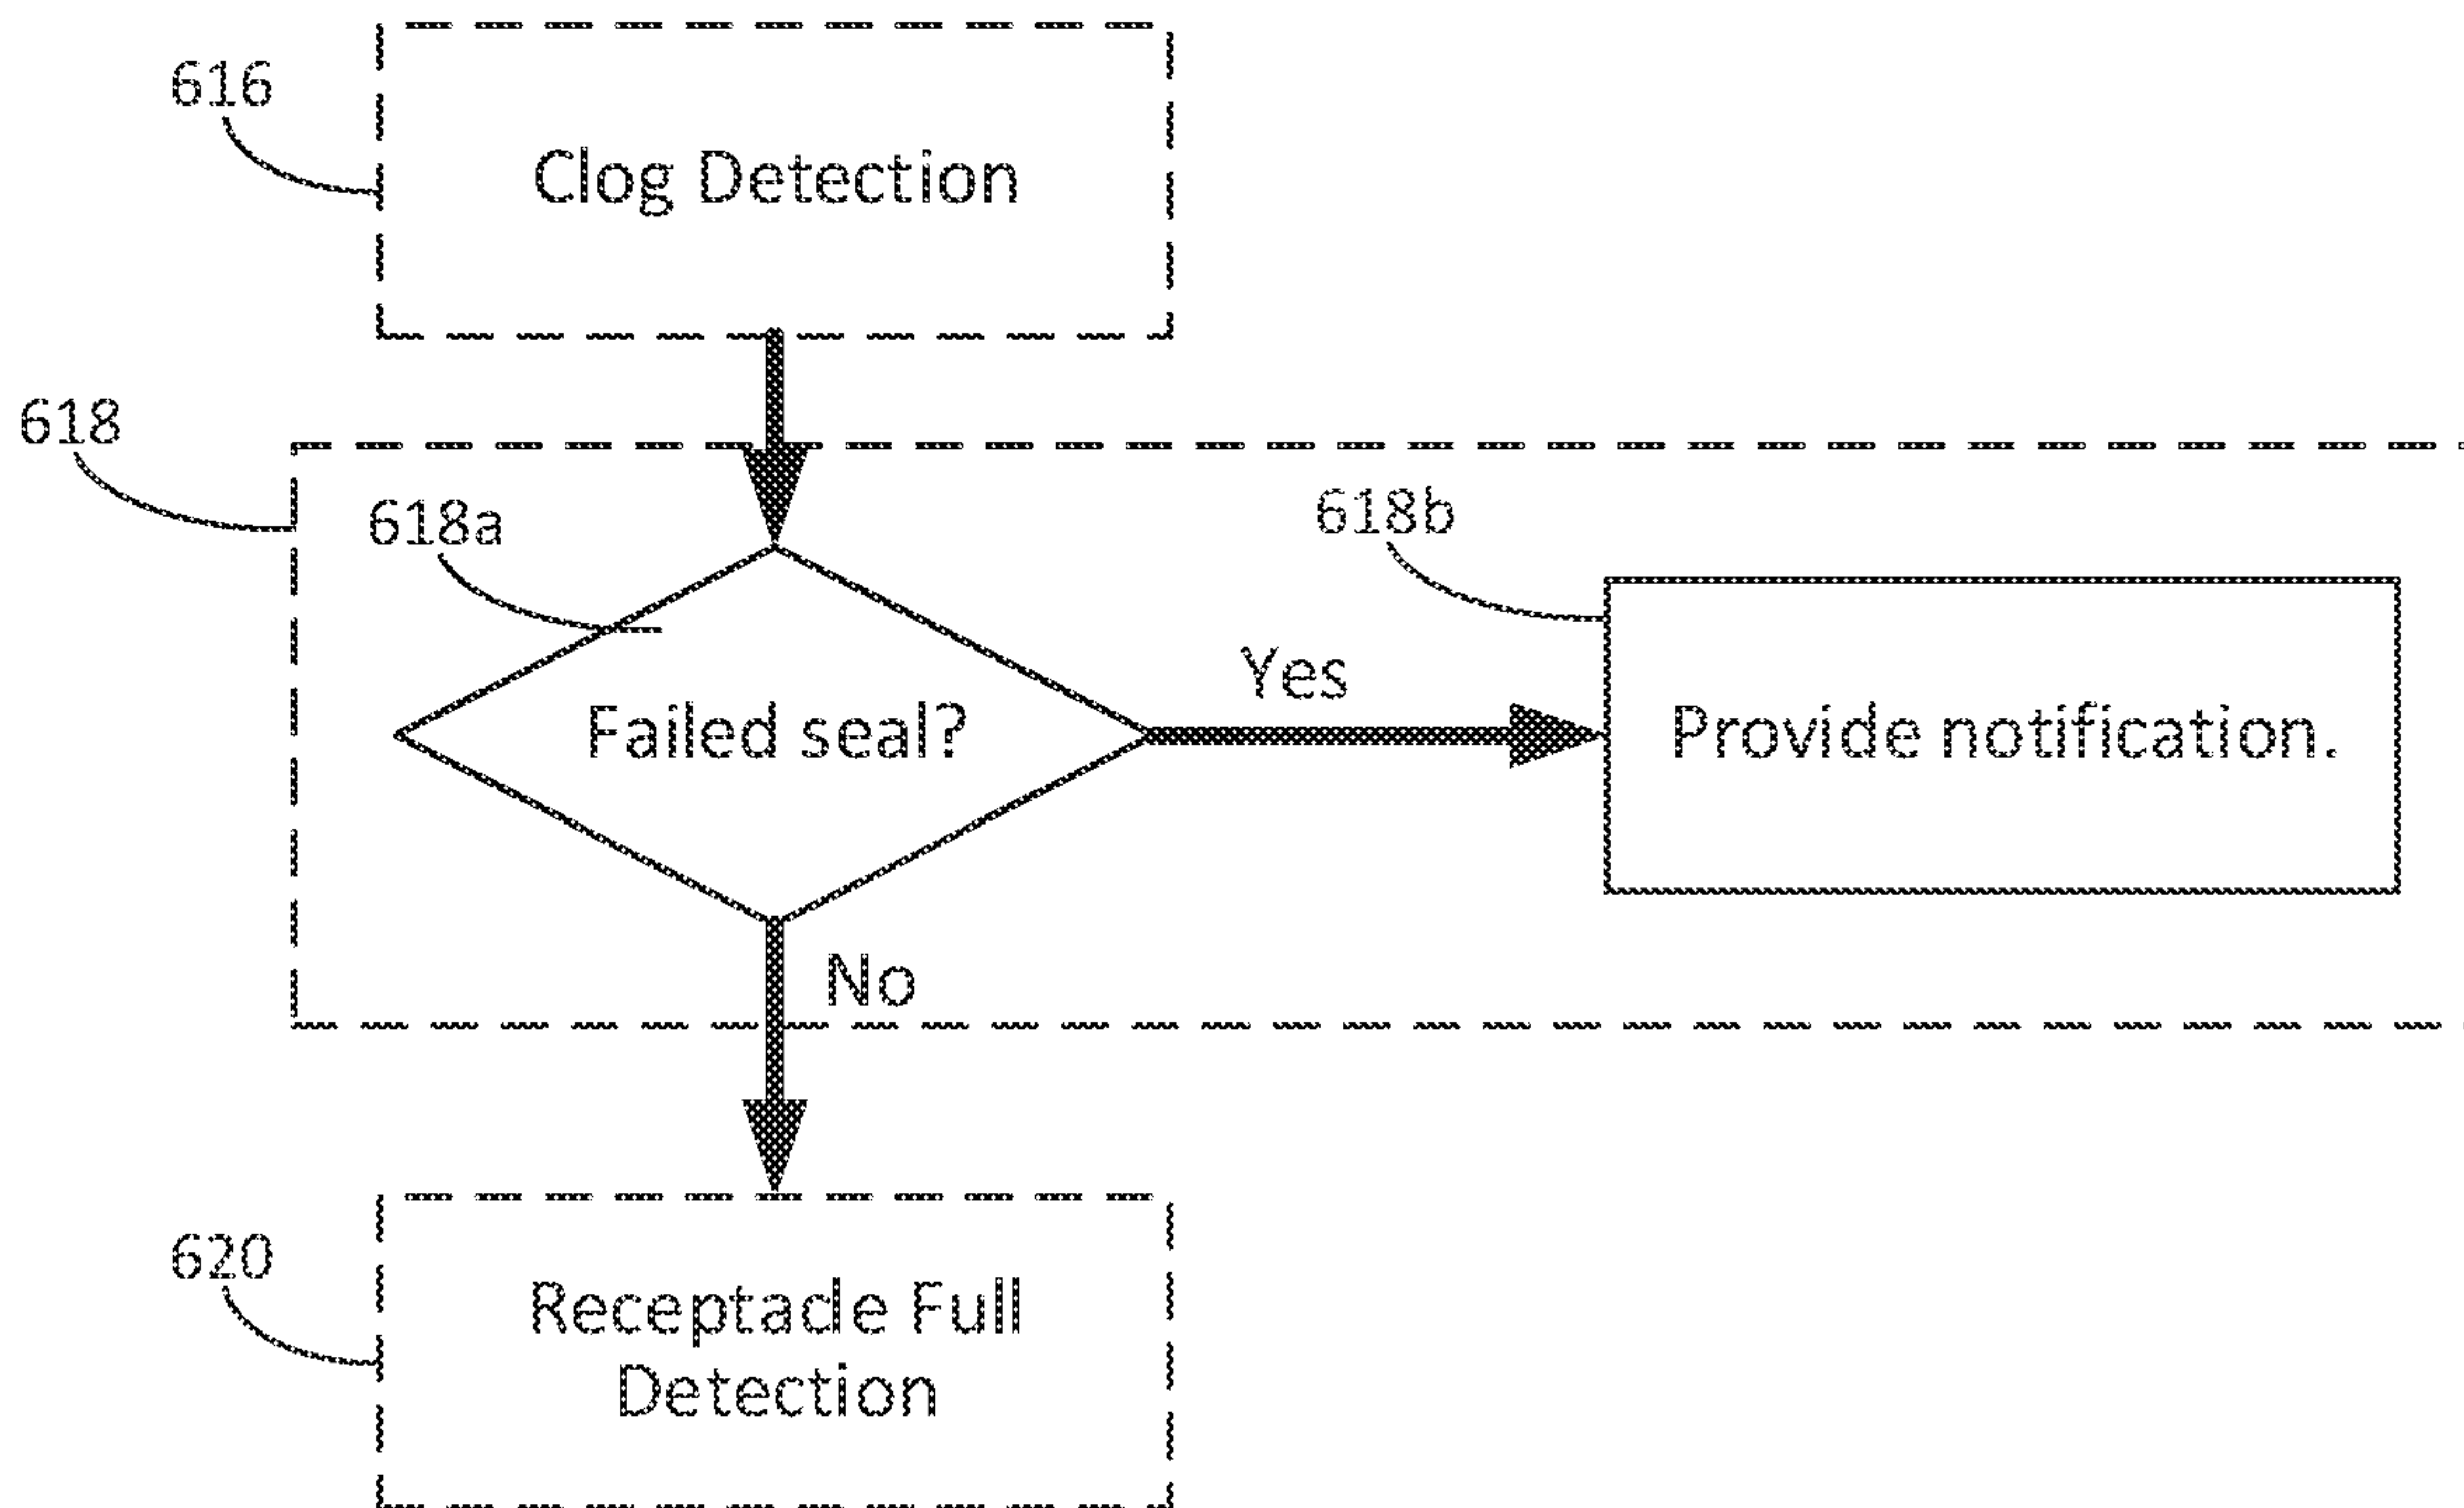 616
Clog Detection
618
618a
618b
Failed seal?
Yes
Provide notification.
No
620
Receptacle Full
Detection